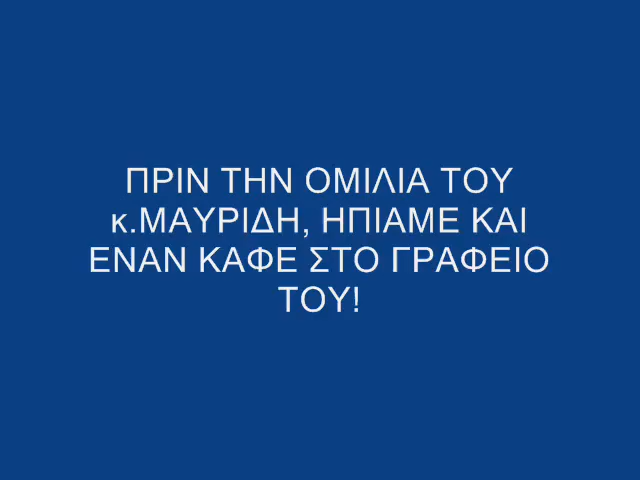 ΠΡΙΝ ΤΗΝ ΟΜΙΛΙΑ ΤΟΥ
κ.ΜΑΥΡΙΔΗ, ΗΠΙΑΜΕ ΚΑΙ
ΕΝΑΝ ΚΑΦΕ ΣΤΟ ΓΡΑΦΕΙΟ
ΤΟΥ!